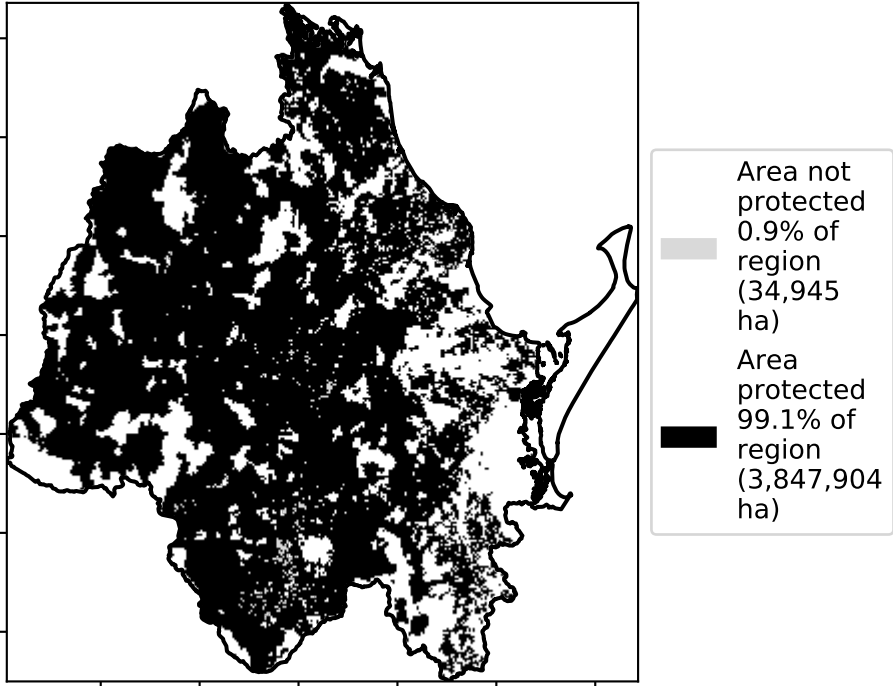 Area not
protected
0.9% of
region
(34,945
ha)
Area
protected
99.1% of
region
(3,847,904
ha)